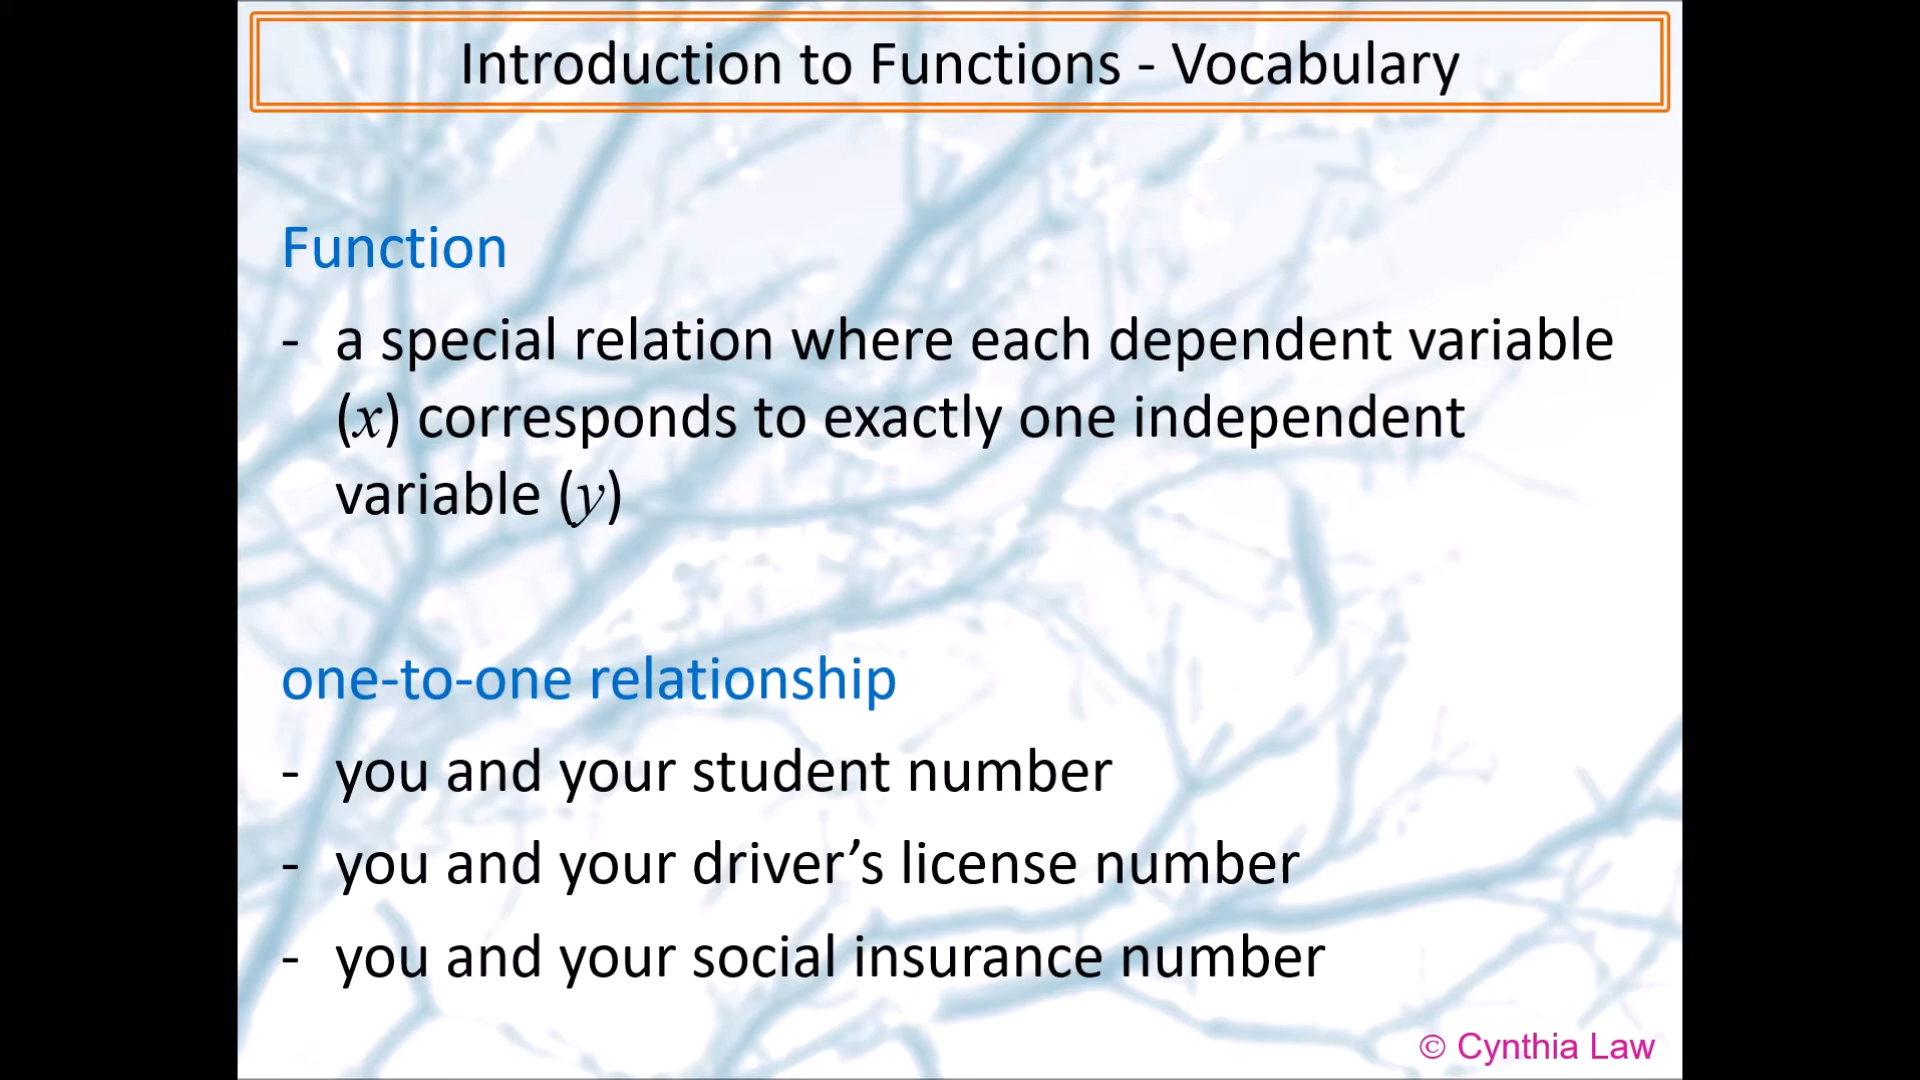 Introduction to Functions - Vocabulary
Function
- a special relation where each dependent variable
(x) corresponds to exactly one independent
variable (y)
one-to-one relationship
- you and your student number
- you and your driver’s license number
- you and your social insurance number
© Cynthia Law